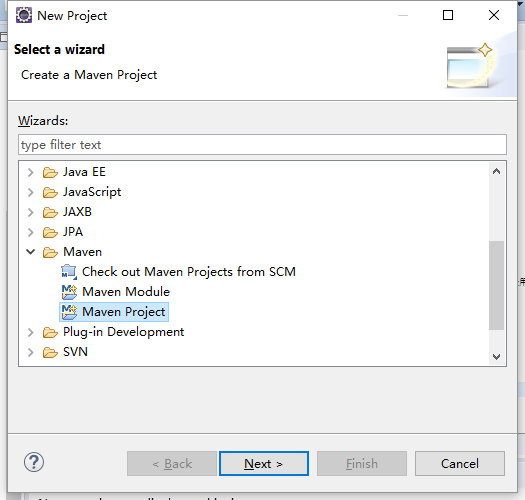 New Project
Select a wizard
Create a Maven Project
Wizards:
type filter text
Java EE
JavaScript
JAXB
JPA
Maven
Check out Maven Projects from SCM
Maven Module
Maven Project
Plug-in Development
SVN
< Back
Next >
Finish
Cancel